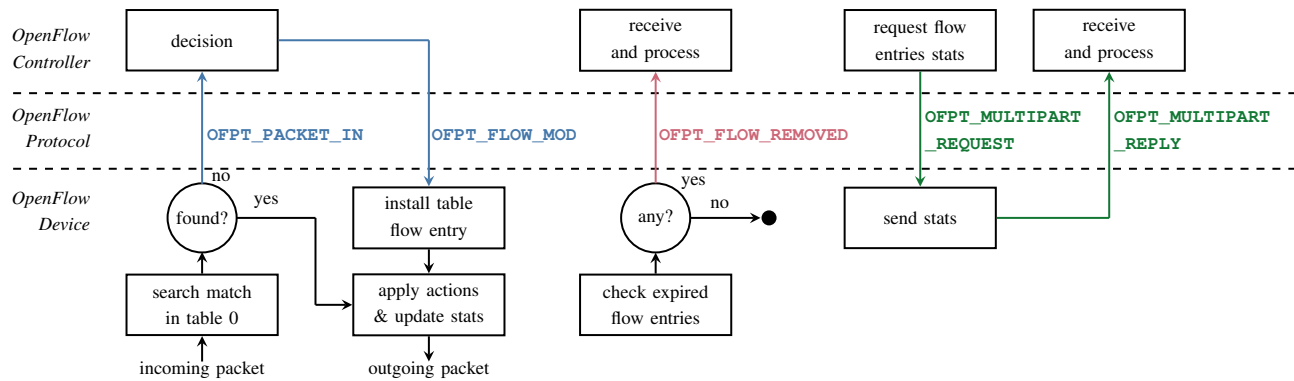 OpenFlow
Controller
decision
receive
and process
request flow
entries stats
receive
and process
OpenFlow
Protocol
OFPT_PACKET_IN
OFPT_FLOW_MOD
OFPT_FLOW_REMOVED
OFPT_MULTIPART
_REQUEST
OFPT_MULTIPART
_REPLY
OpenFlow
Device
no
found?
yes
install table
flow entry
any?
yes
no
send stats
search match
in table 0
apply actions
& update stats
check expired
flow entries
incoming packet
outgoing packet